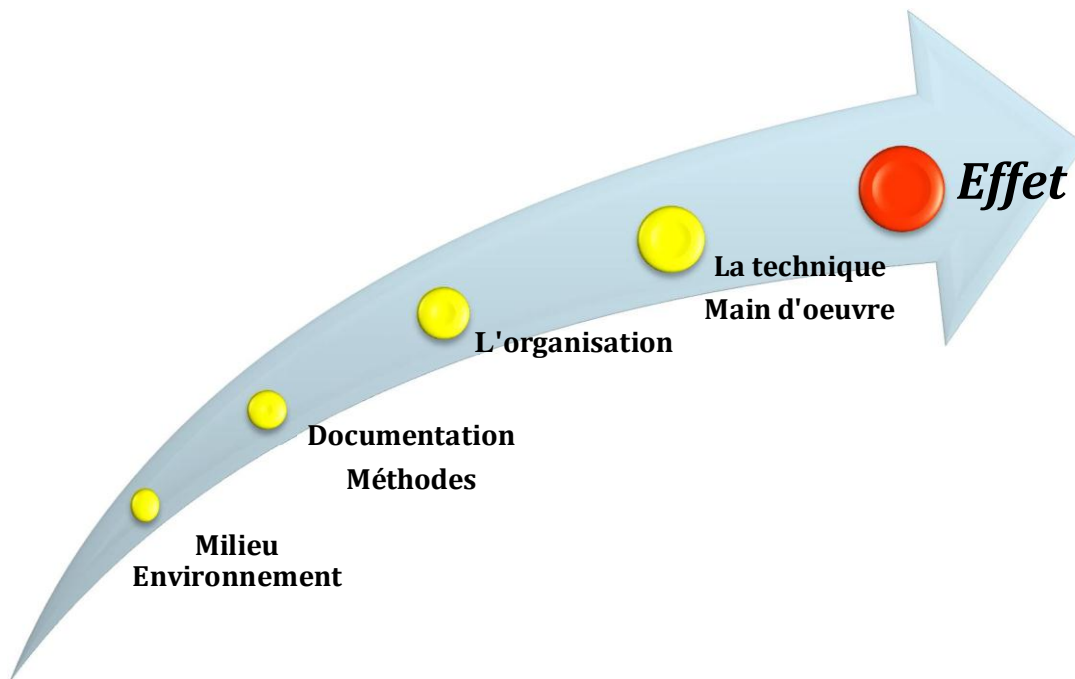 Effet
La technique
Main d'oeuvre
L'organisation
Documentation
Méthodes
Milieu
Environnement